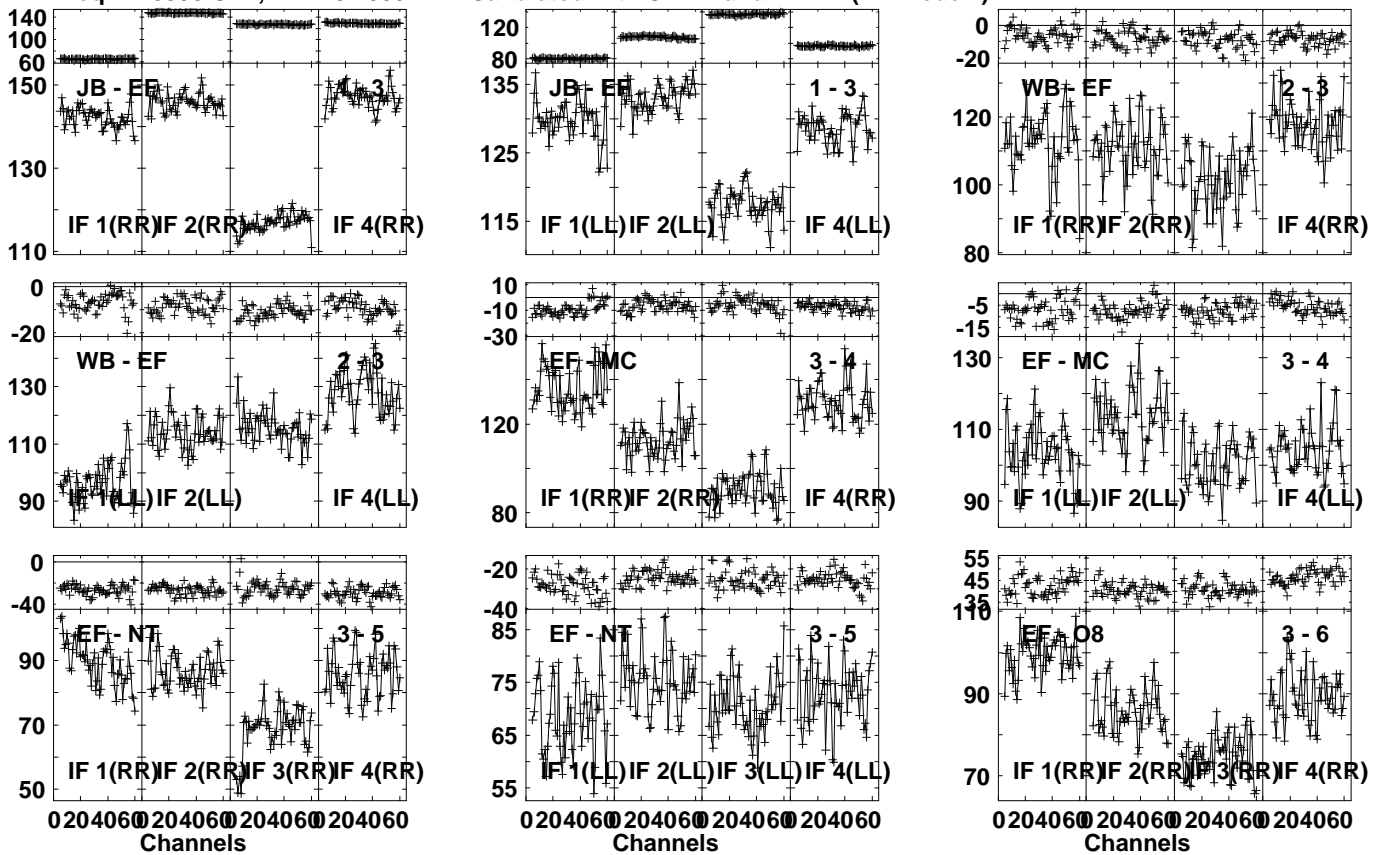 140
100
60
120
80
0
-20
JB - EF
1 - 3
JB - EF
1 - 3
WB - EF
2 - 3
150
130
110
135
125
115
120
100
80
IF 1(RR)
IF 2(RR)
IF 4(RR)
IF 1(LL)
IF 2(LL)
IF 4(LL)
IF 1(RR)
IF 2(RR)
IF 4(RR)
0
-20
10
-10
-30
-5
-15
WB - EF
2 - 3
EF - MC
3 - 4
EF - MC
3 - 4
130
110
90
120
80
130
110
90
IF 1(LL)
IF 2(LL)
IF 4(LL)
IF 1(RR)
IF 2(RR)
IF 4(RR)
IF 1(LL)
IF 2(LL)
IF 4(LL)
0
-40
-20
-40
55
45
35
EF - NT
3 - 5
EF - NT
3 - 5
EF - O8
3 - 6
90
70
50
85
75
65
55
110
90
70
IF 1(RR)
IF 2(RR)
IF 3(RR)
IF 4(RR)
IF 1(LL)
IF 2(LL)
IF 3(LL)
IF 4(LL)
IF 1(RR)
IF 2(RR)
IF 3(RR)
IF 4(RR)
0 20 40 60 0 20 40 60 0 20 40 60 0 20 40 60
0 20 40 60 0 20 40 60 0 20 40 60 0 20 40 60
0 20 40 60 0 20 40 60 0 20 40 60 0 20 40 60
Channels
Channels
Channels